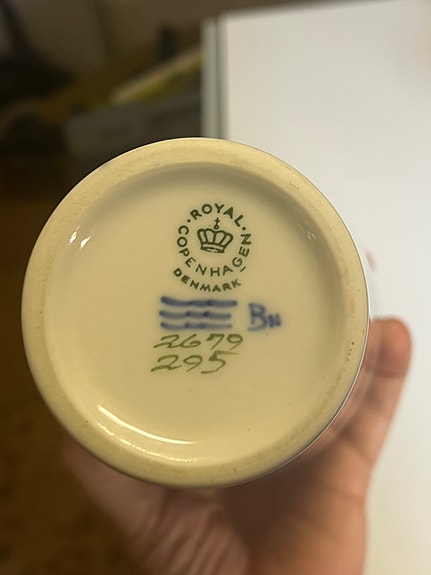 ROYAL
COPENHAGEN
DENMARK
BN
2679
295